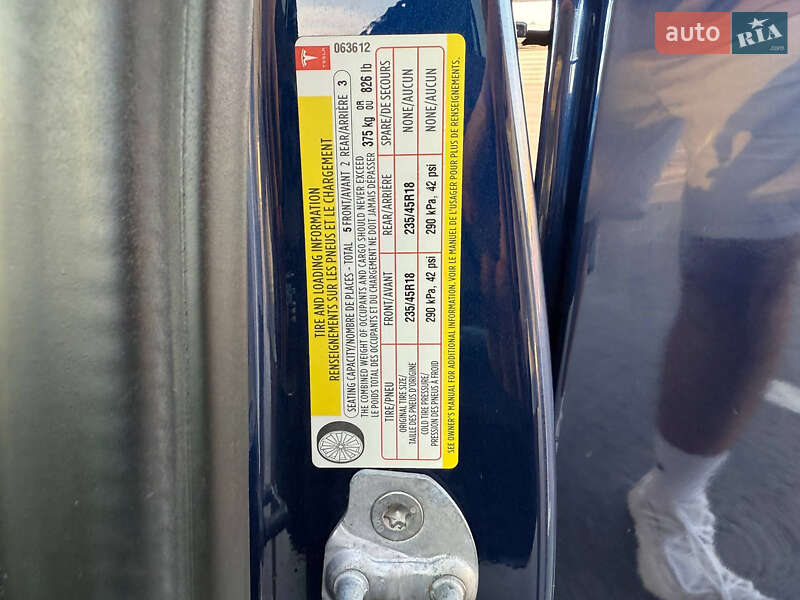 auto RIA
.com
TESLA
063612
TIRE AND LOADING INFORMATION
RENSEIGNEMENTS SUR LES PNEUS ET LE CHARGEMENT
SEATING CAPACITY/NOMBRE DE PLACES - TOTAL 5 FRONT/AVANT 2 REAR/ARRIÈRE 3
THE COMBINED WEIGHT OF OCCUPANTS AND CARGO SHOULD NEVER EXCEED 375 kg OR 826 lb
LE POIDS TOTAL DES OCCUPANTS ET DU CHARGEMENT NE DOIT JAMAIS DÉPASSER OU
TIRE/PNEU FRONT/AVANT REAR/ARRIÈRE SPARE/DE SECOURS
ORIGINAL TIRE SIZE/
TAILLE DES PNEUS D'ORIGINE 235/45R18 235/45R18 NONE/AUCUN
COLD TIRE PRESSURE/
PRESSION DES PNEUS À FROID 290 kPa, 42 psi 290 kPa, 42 psi NONE/AUCUN
SEE OWNER'S MANUAL FOR ADDITIONAL INFORMATION. VOIR LE MANUEL DE L'USAGER POUR PLUS DE RENSEIGNEMENTS.